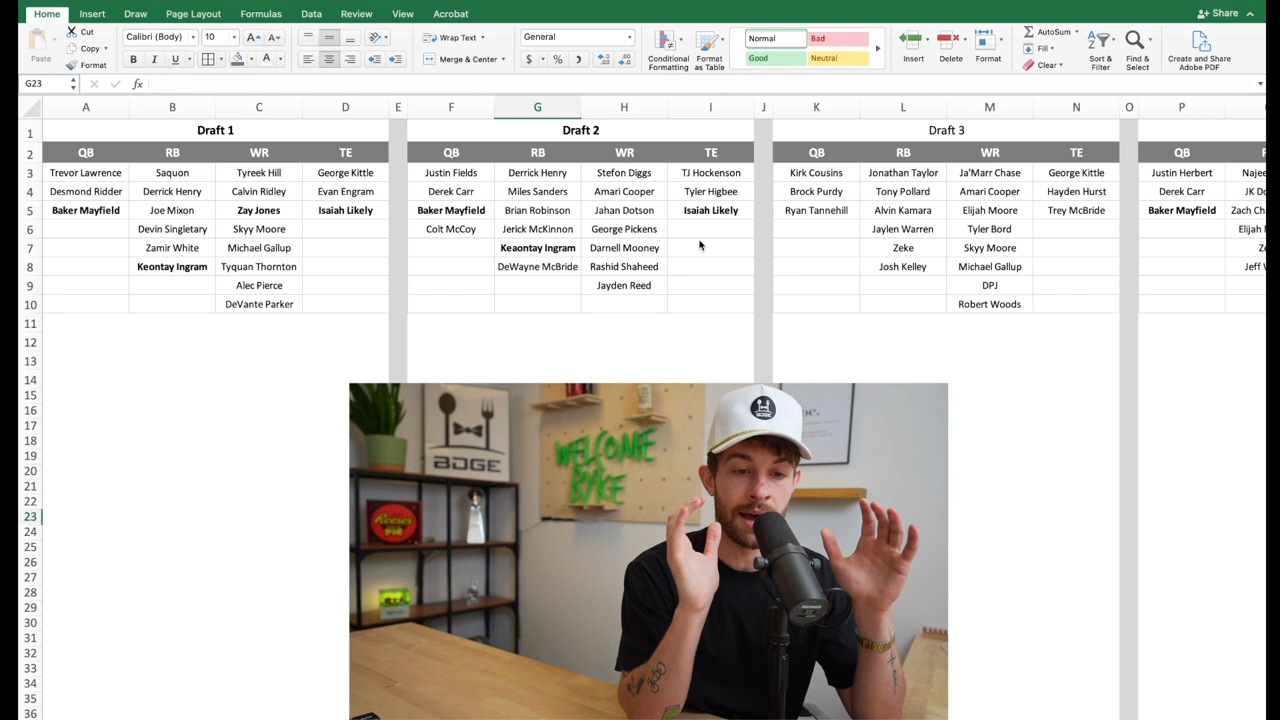 Home Insert Draw Page Layout Formulas Data Review View Acrobat Share
Cut Calibri (Body) 10 Wrap Text General Normal Bad AutoSum
Copy Fill
Paste Format Merge & Center $ % Conditional Formatting Format as Table Good Neutral Insert Delete Format Clear Sort & Filter Find & Select Create and Share Adobe PDF
G23 fx
A B C D E F G H I J K L M N O P
1 Draft 1 Draft 2 Draft 3
2 QB RB WR TE QB RB WR TE QB RB WR TE QB
3 Trevor Lawrence Saquon Tyreek Hill George Kittle Justin Fields Derrick Henry Stefon Diggs TJ Hockenson Kirk Cousins Jonathan Taylor Ja'Marr Chase George Kittle Justin Herbert Najee
4 Desmond Ridder Derrick Henry Calvin Ridley Evan Engram Derek Carr Miles Sanders Amari Cooper Tyler Higbee Brock Purdy Tony Pollard Amari Cooper Hayden Hurst Derek Carr JK Do
5 Baker Mayfield Joe Mixon Zay Jones Isaiah Likely Baker Mayfield Brian Robinson Jahan Dotson Isaiah Likely Ryan Tannehill Alvin Kamara Elijah Moore Trey McBride Baker Mayfield Zach Ch
6 Devin Singletary Skyy Moore Colt McCoy Jerick McKinnon George Pickens Jaylen Warren Tyler Bord Elijah
7 Zamir White Michael Gallup Keaontay Ingram Darnell Mooney Zeke Skyy Moore
8 Keontay Ingram Tyquan Thornton DeWayne McBride Rashid Shaheed Josh Kelley Michael Gallup Jeff
9 Alec Pierce Jayden Reed DPJ
10 DeVante Parker Robert Woods
11
12
13
14
15
16
17
18
19
20
21
22
23
24
25
26
27
28
29
30
31
32
33
34
35
36
BDGE
WELCOME
BYKE
Reese's
BDGE